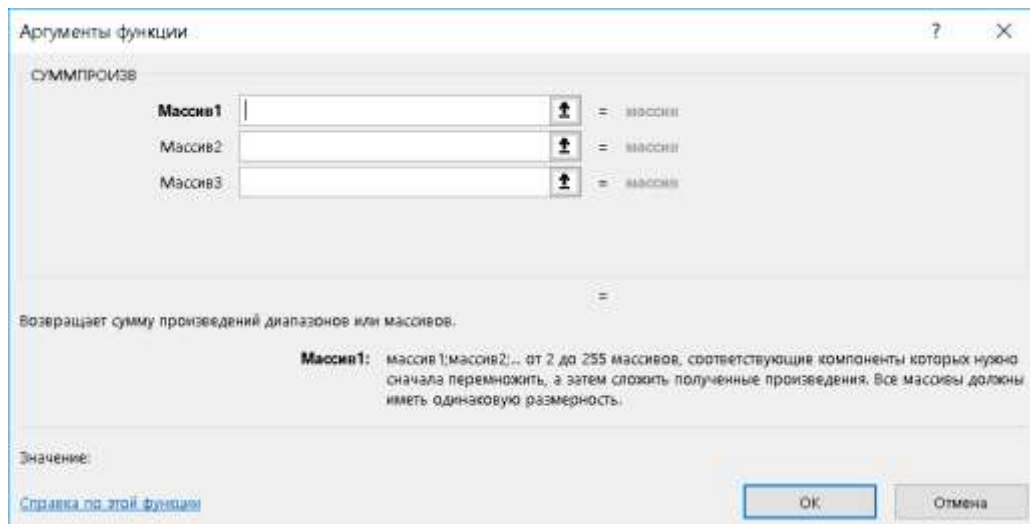 Аргументы функции ? ×
СУММПРОИЗВ
Массив1 = массив
Массив2 = массив
Массив3 = массив
=
Возвращает сумму произведений диапазонов или массивов.
Массив1: массив1;массив2;... от 2 до 255 массивов, соответствующие компоненты которых нужно
сначала перемножить, а затем сложить полученные произведения. Все массивы должны
иметь одинаковую размерность.
Значение:
Справка по этой функции ОК Отмена